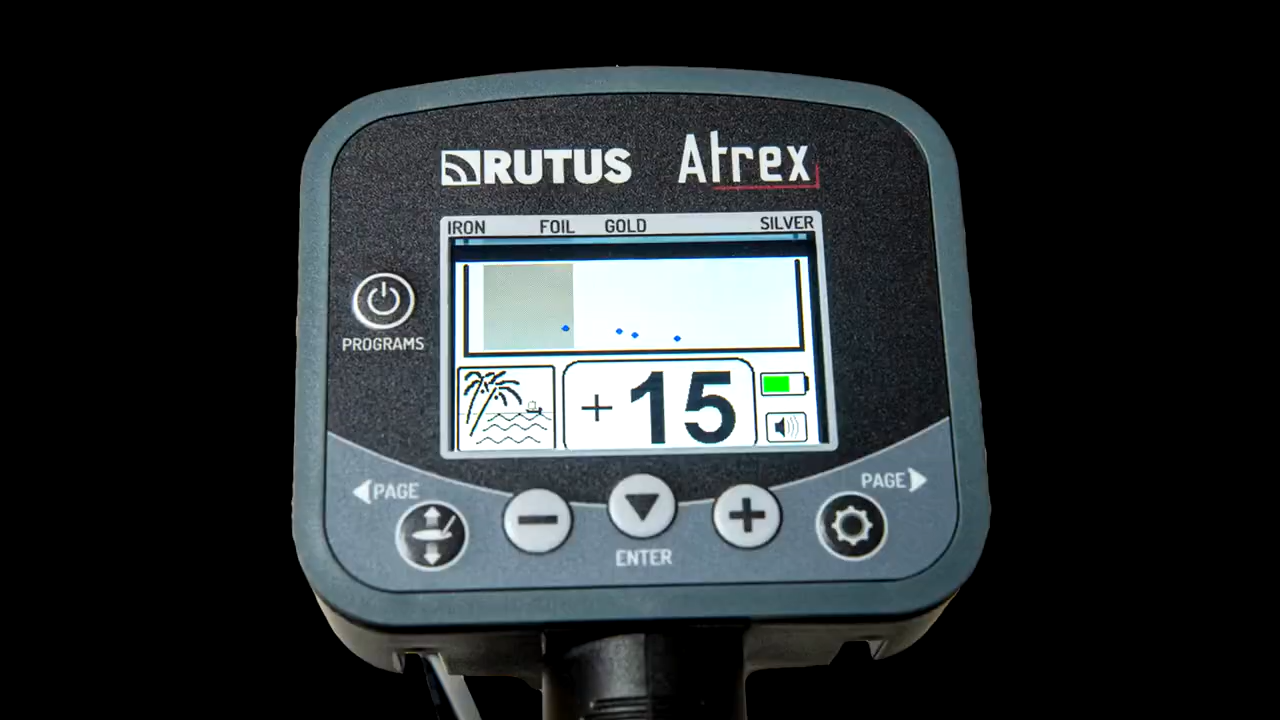 RUTUS Atrex
IRON FOIL GOLD SILVER
PROGRAMS
+15
PAGE
PAGE
ENTER